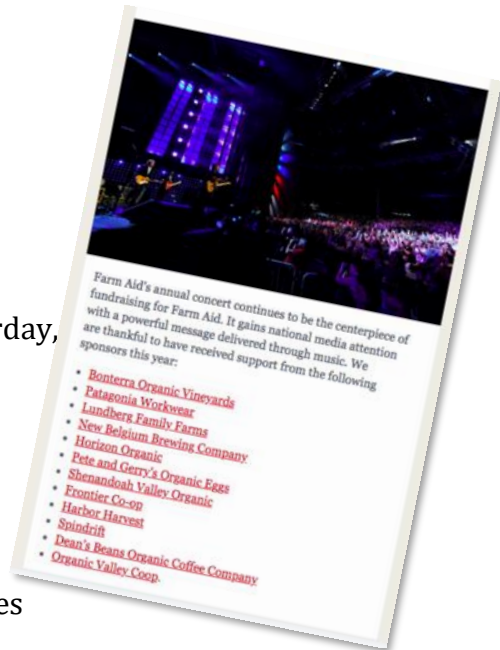 Farm Aid's annual concert continues to be the centerpiece of
fundraising for Farm Aid. It gains national media attention
with a powerful message delivered through music. We
are thankful to have received support from the following
sponsors this year:
• Bonterra Organic Vineyards
• Patagonia Workwear
• Lundberg Family Farms
• New Belgium Brewing Company
• Horizon Organic
• Pete and Gerry's Organic Eggs
• Shenandoah Valley Organic
• Frontier Co-op
• Harbor Harvest
• Spindrift
• Dean's Beans Organic Coffee Company
• Organic Valley Coop.
rday,
es